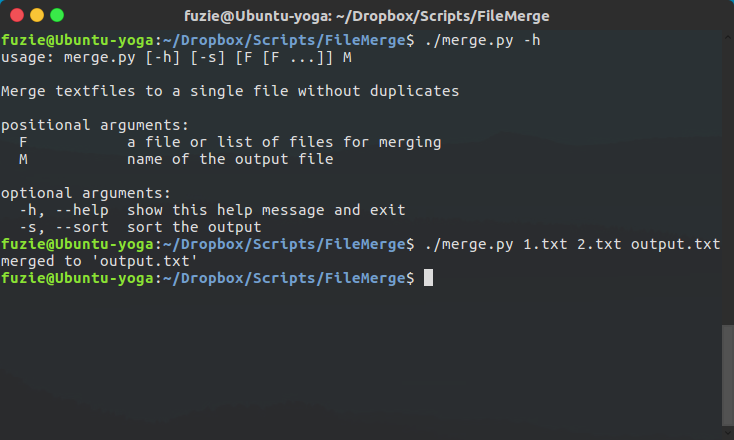 fuzie@Ubuntu-yoga: ~/Dropbox/Scripts/FileMerge
fuzie@Ubuntu-yoga:~/Dropbox/Scripts/FileMerge$ ./merge.py -h
usage: merge.py [-h] [-s] [F [F ...]] M

Merge textfiles to a single file without duplicates

positional arguments:
  F           a file or list of files for merging
  M           name of the output file

optional arguments:
  -h, --help  show this help message and exit
  -s, --sort  sort the output
fuzie@Ubuntu-yoga:~/Dropbox/Scripts/FileMerge$ ./merge.py 1.txt 2.txt output.txt
merged to 'output.txt'
fuzie@Ubuntu-yoga:~/Dropbox/Scripts/FileMerge$